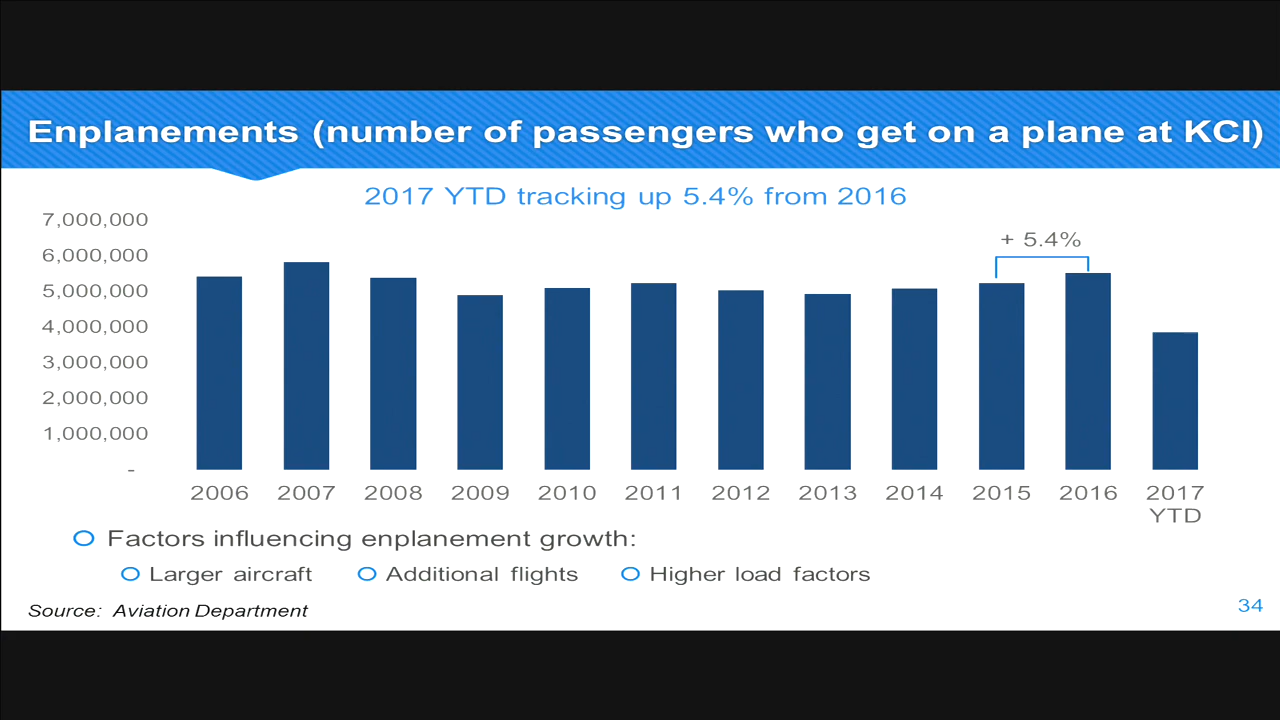 Enplanements (number of passengers who get on a plane at KCI)
2017 YTD tracking up 5.4% from 2016
7,000,000
6,000,000
5,000,000
4,000,000
3,000,000
2,000,000
1,000,000
-
+ 5.4%
2006 2007 2008 2009 2010 2011 2012 2013 2014 2015 2016 2017
YTD
Factors influencing enplanement growth:
Larger aircraft Additional flights Higher load factors
Source: Aviation Department
34